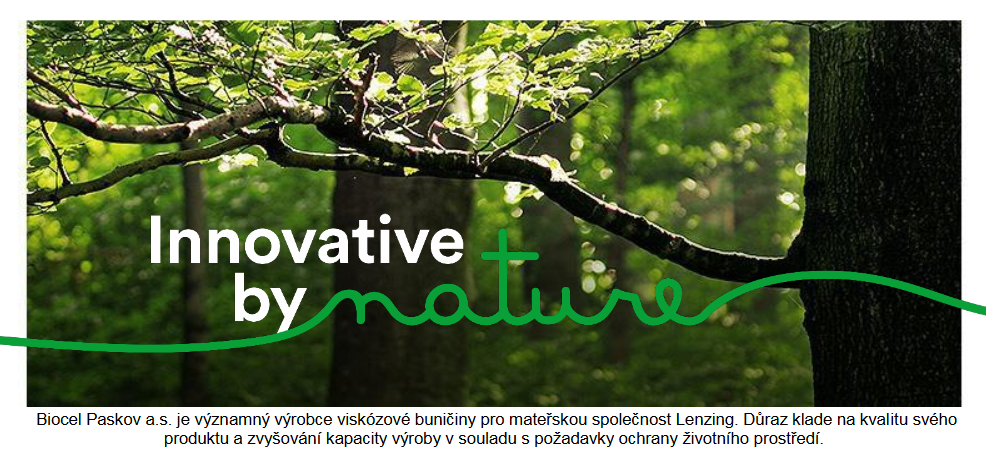 Innovative
by nature
Biocel Paskov a.s. je významný výrobce viskózové buničiny pro mateřskou společnost Lenzing. Důraz klade na kvalitu svého
produktu a zvyšování kapacity výroby v souladu s požadavky ochrany životního prostředí.